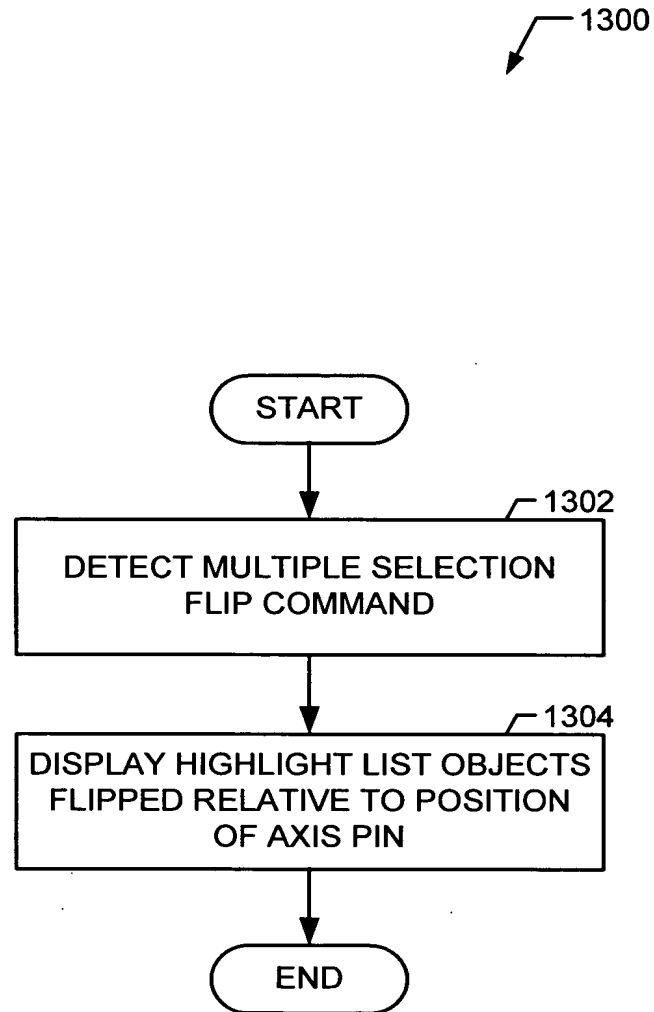 1300
START
1302
DETECT MULTIPLE SELECTION
FLIP COMMAND
1304
DISPLAY HIGHLIGHT LIST OBJECTS
FLIPPED RELATIVE TO POSITION
OF AXIS PIN
END